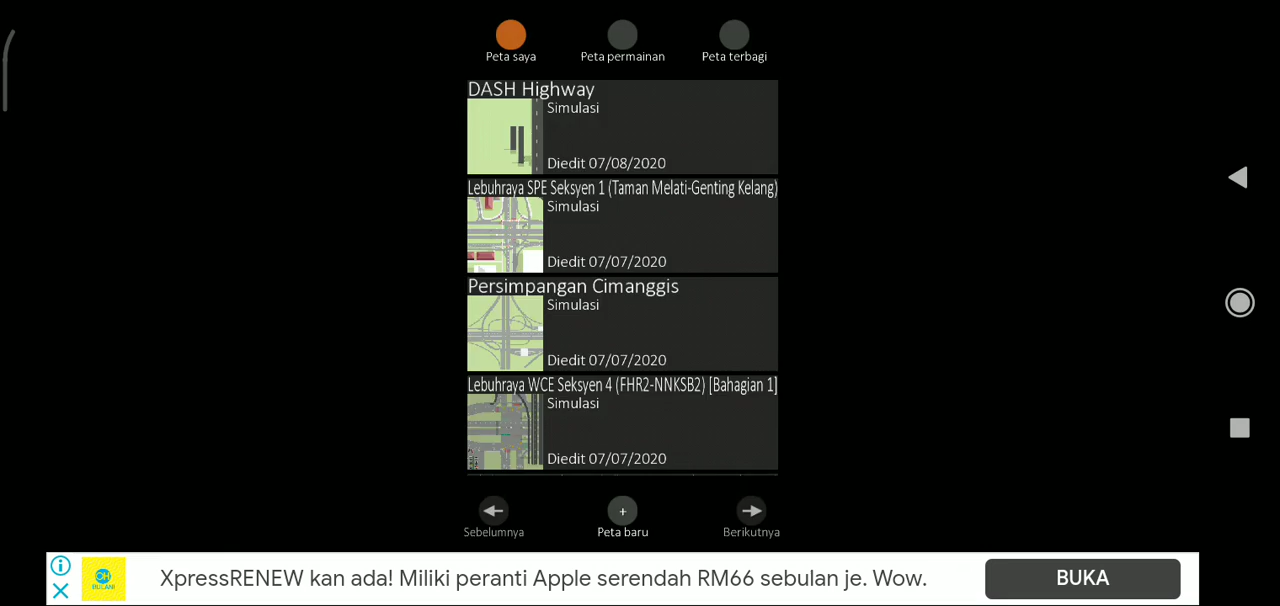 Peta saya
Peta permainan
Peta terbagi
DASH Highway
Simulasi
Diedit 07/08/2020
Lebuhraya SPE Seksyen 1 (Taman Melati-Genting Kelang)
Simulasi
Diedit 07/07/2020
Persimpangan Cimanggis
Simulasi
Diedit 07/07/2020
Lebuhraya WCE Seksyen 4 (FHR2-NNKSB2) [Bahagian 1]
Simulasi
Diedit 07/07/2020
Sebelumnya
+
Peta baru
Berikutnya
XpressRENEW kan ada! Miliki peranti Apple serendah RM66 sebulan je. Wow.
BUKA